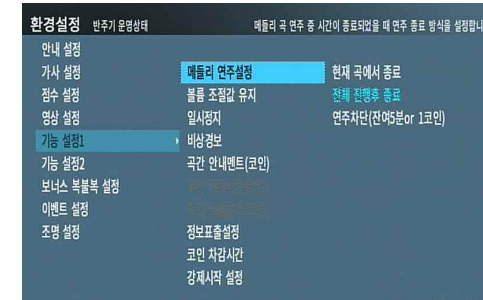 환경설정 반주기 운영상태 메들리 곡 연주 중 시간이 종료되었을 때 연주 종료 방식을 설정합니
안내 설정
가사 설정 메들리 연주설정 현재 곡에서 종료
점수 설정 볼륨 조절값 유지 전체 진행후 종료
영상 설정 일시정지 연주차단(잔여5분or 1코인)
기능 설정1 비상경보
기능 설정2 곡간 안내멘트(코인)
보너스 복불복 설정
이벤트 설정
조명 설정 정보표출설정
코인 차감시간
강제시작 설정